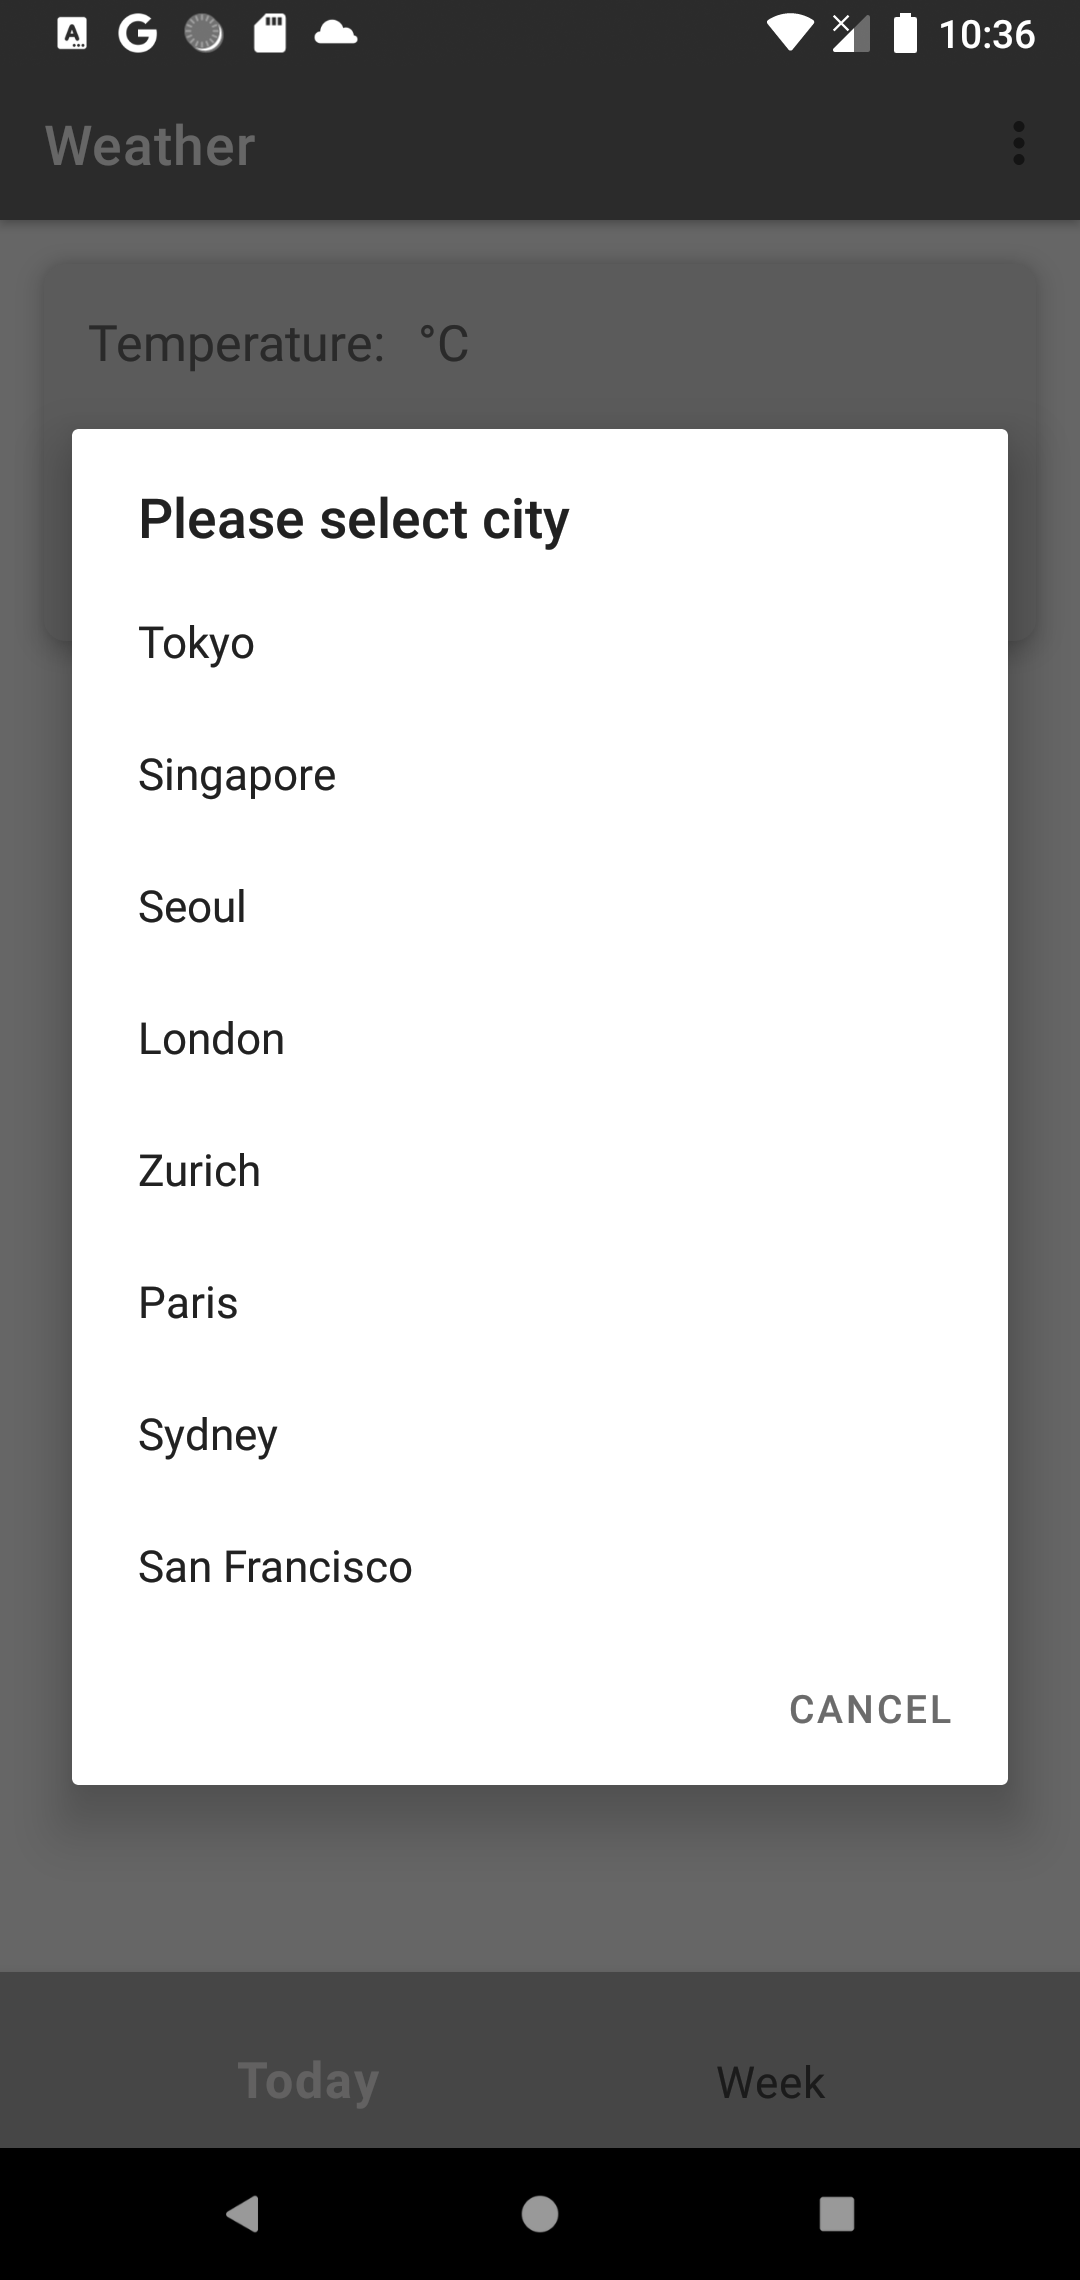 10:36
Weather
Temperature: °C
Please select city
Tokyo
Singapore
Seoul
London
Zurich
Paris
Sydney
San Francisco
CANCEL
Today Week